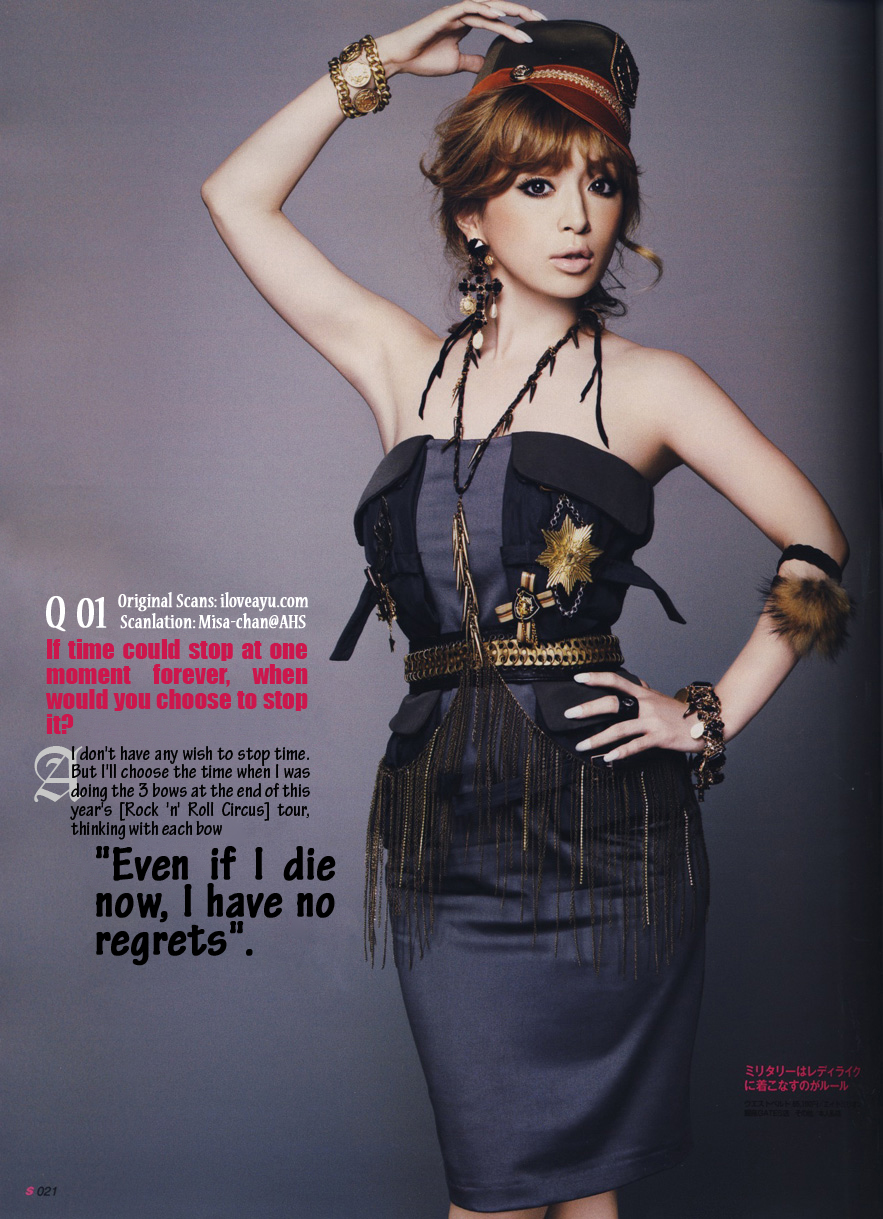 Q 01
Original Scans: iloveayu.com
Scanlation: Misa-chan@AHS
If time could stop at one
moment forever, when
would you choose to stop
it?
A
I don't have any wish to stop time.
But I'll choose the time when I was
doing the 3 bows at the end of this
year's [Rock 'n' Roll Circus] tour,
thinking with each bow
"Even if I die
now, I have no
regrets".
ミリタリーはレディライク
に着こなすのがルール
S 021